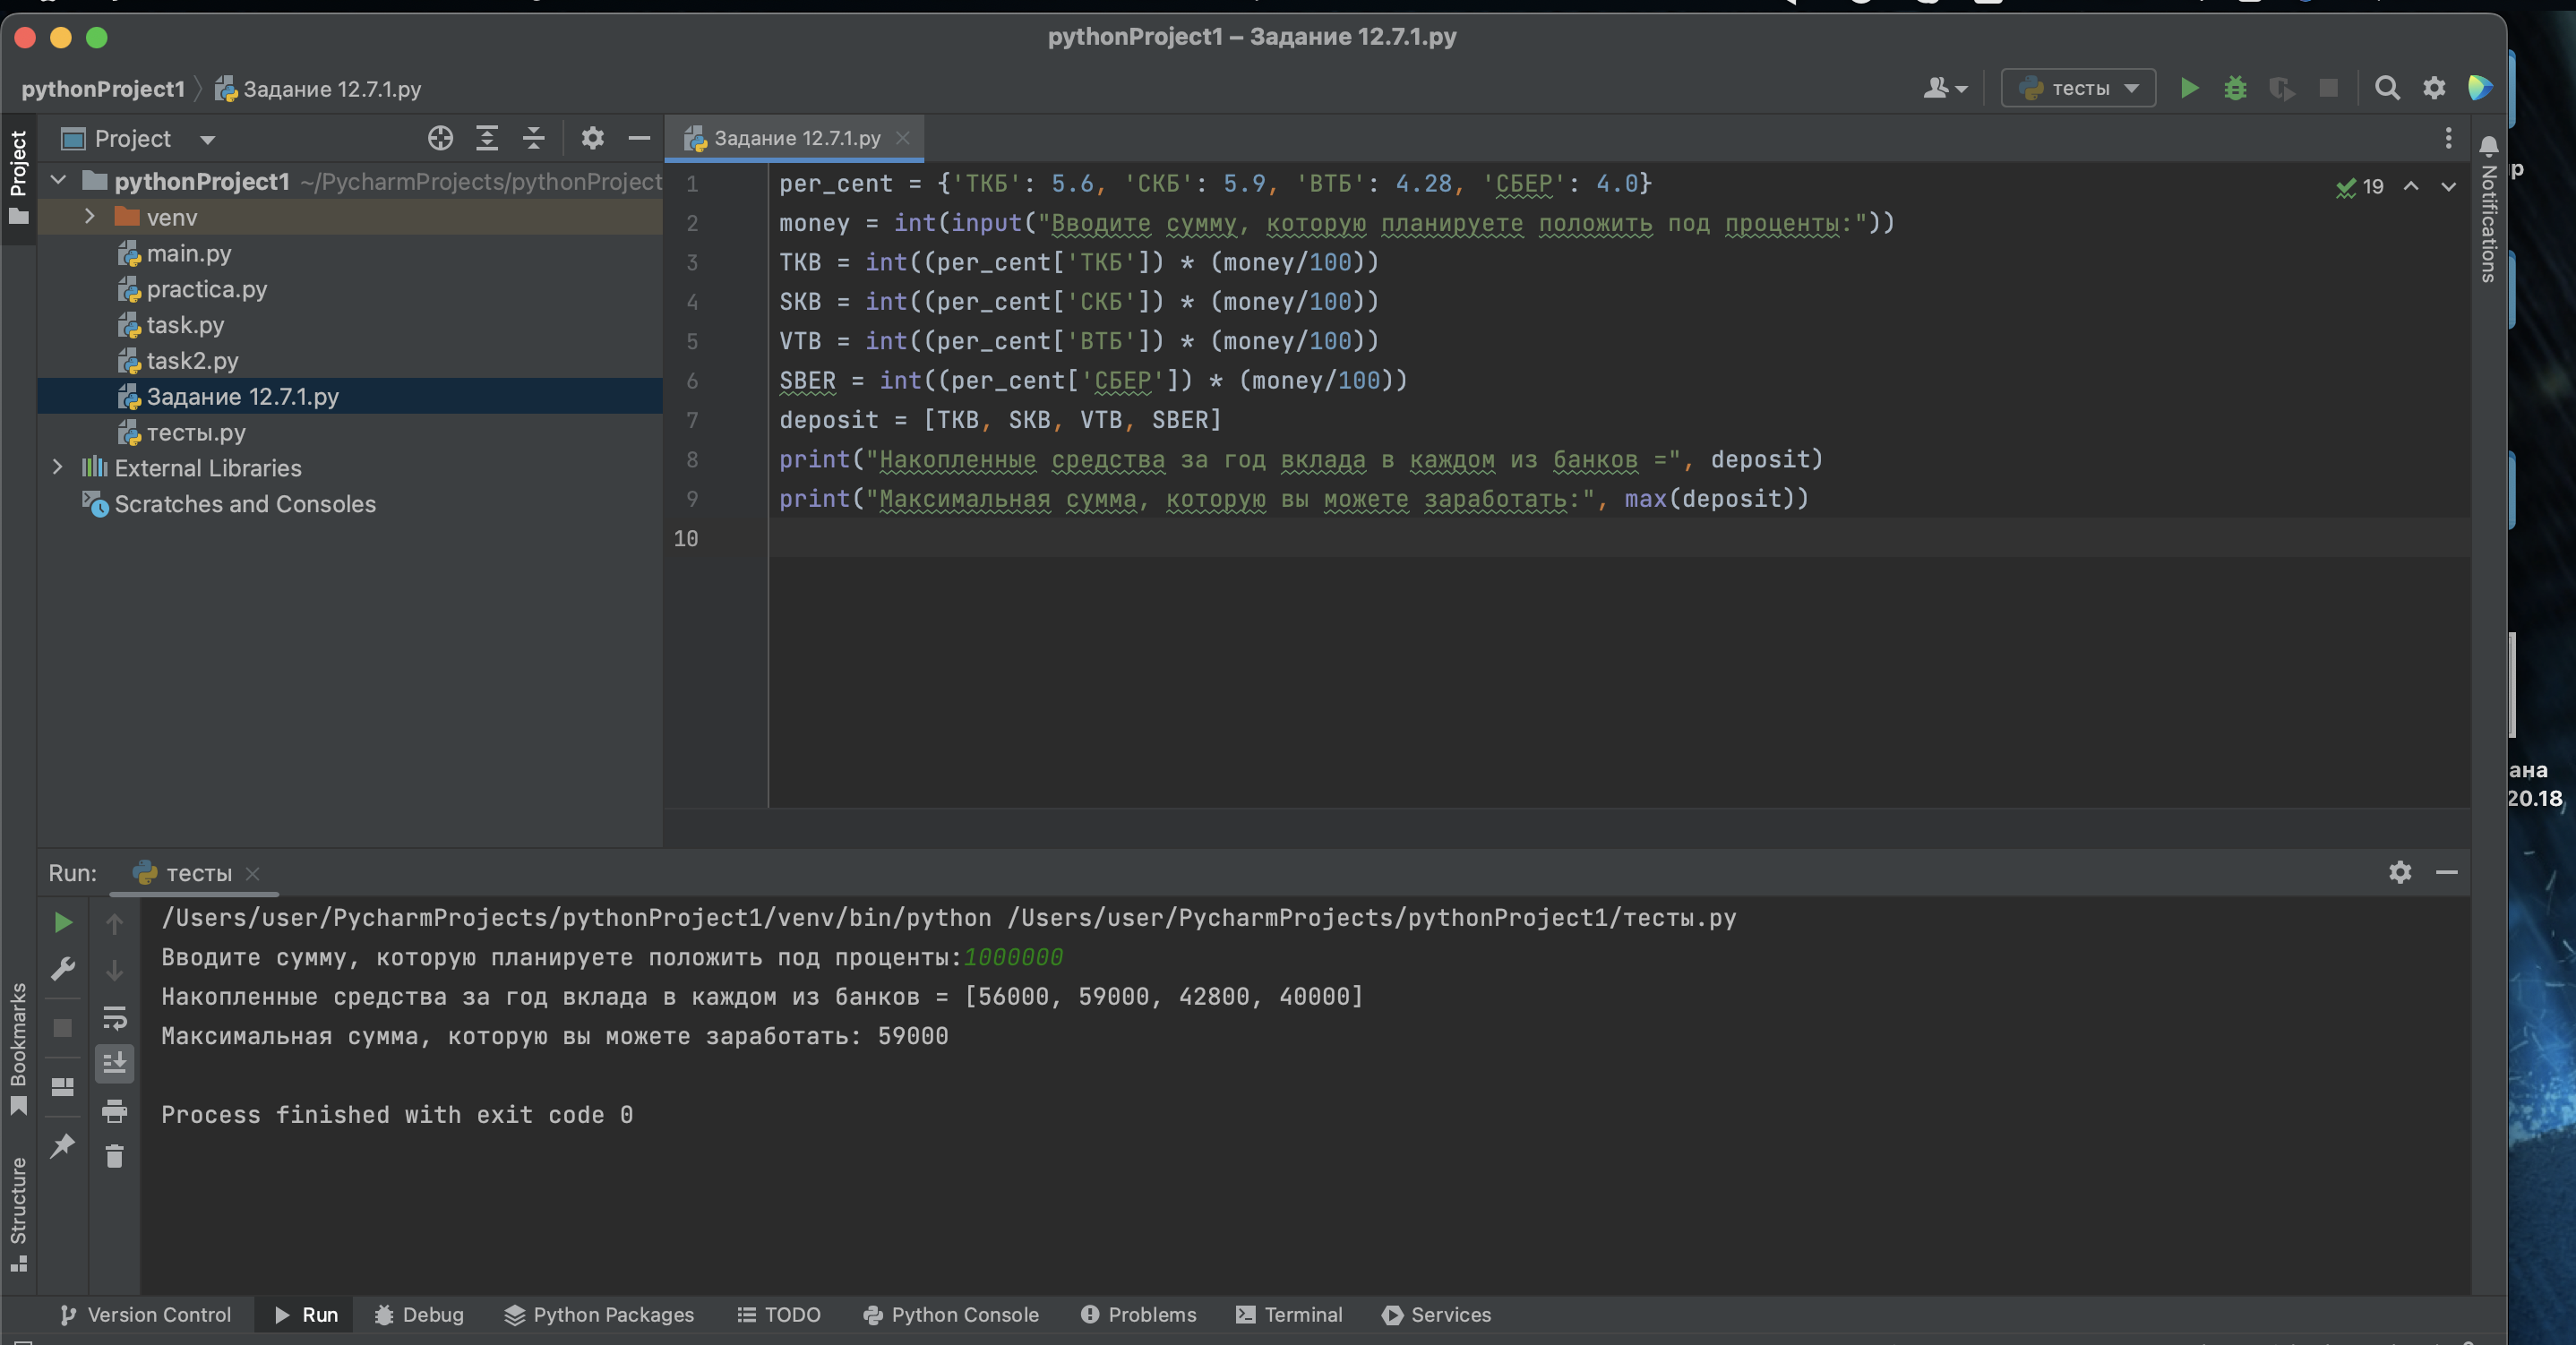 pythonProject1 – Задание 12.7.1.py
pythonProject1
Задание 12.7.1.py
тесты
Project
Project
pythonProject1 ~/PycharmProjects/pythonProject
venv
main.py
practica.py
task.py
task2.py
Задание 12.7.1.py
тесты.py
External Libraries
Scratches and Consoles
Задание 12.7.1.py
19
Notifications
1 per_cent = {'ТКБ': 5.6, 'СКБ': 5.9, 'ВТБ': 4.28, 'СБЕР': 4.0}
2 money = int(input("Вводите сумму, которую планируете положить под проценты:"))
3 TKB = int((per_cent['ТКБ']) * (money/100))
4 SKB = int((per_cent['СКБ']) * (money/100))
5 VTB = int((per_cent['ВТБ']) * (money/100))
6 SBER = int((per_cent['СБЕР']) * (money/100))
7 deposit = [TKB, SKB, VTB, SBER]
8 print("Накопленные средства за год вклада в каждом из банков =", deposit)
9 print("Максимальная сумма, которую вы можете заработать:", max(deposit))
10
ана
20.18
Run:
тесты
/Users/user/PycharmProjects/pythonProject1/venv/bin/python /Users/user/PycharmProjects/pythonProject1/тесты.py
Вводите сумму, которую планируете положить под проценты:1000000
Накопленные средства за год вклада в каждом из банков = [56000, 59000, 42800, 40000]
Максимальная сумма, которую вы можете заработать: 59000
Process finished with exit code 0
Bookmarks
Structure
Version Control
Run
Debug
Python Packages
TODO
Python Console
Problems
Terminal
Services